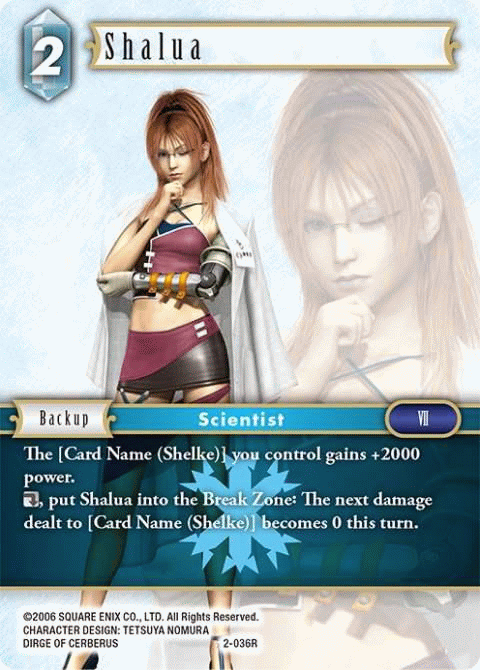 2
Shalua
Backup
Scientist
VII
The [Card Name (Shelke)] you control gains +2000
power.
, put Shalua into the Break Zone: The next damage
dealt to [Card Name (Shelke)] becomes 0 this turn.
©2006 SQUARE ENIX CO., LTD. All Rights Reserved.
CHARACTER DESIGN: TETSUYA NOMURA
DIRGE OF CERBERUS
2-036R